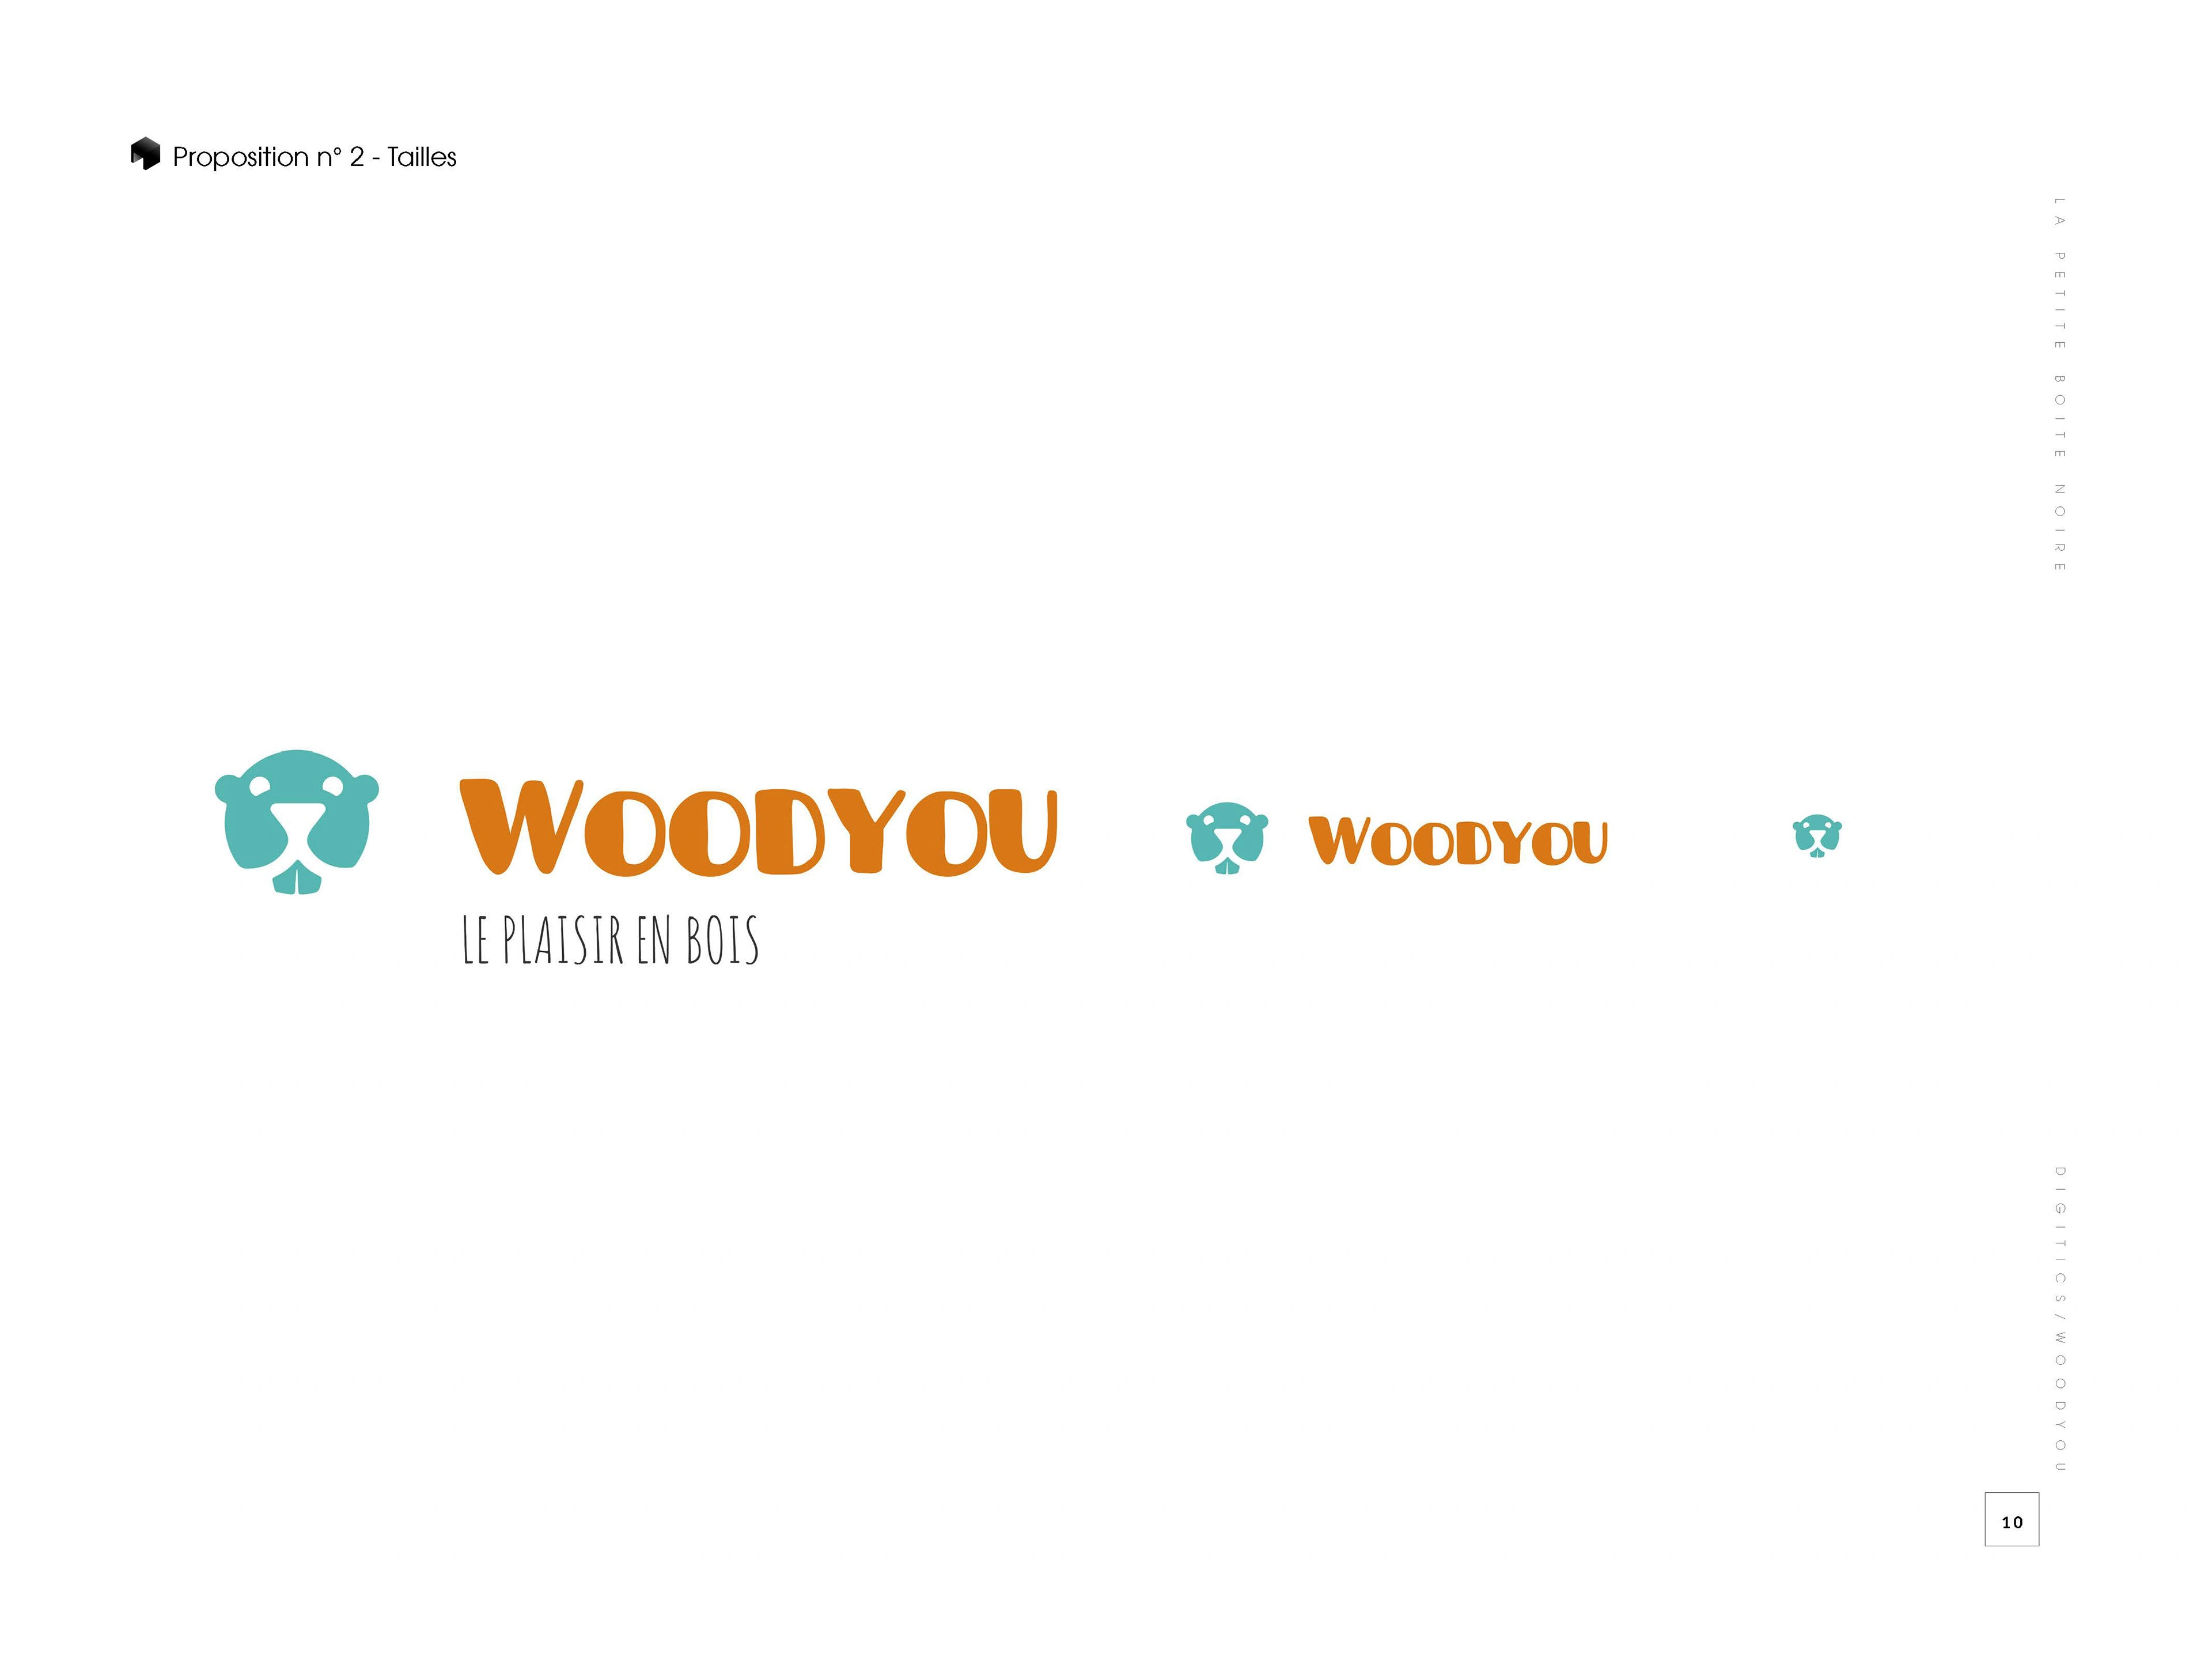 Proposition n° 2 - Tailles
LA PETITE BOITE NOIRE
WOODYOU
LE PLAISIR EN BOIS
WOODYOU
DIGITICS/WOODYOU
10